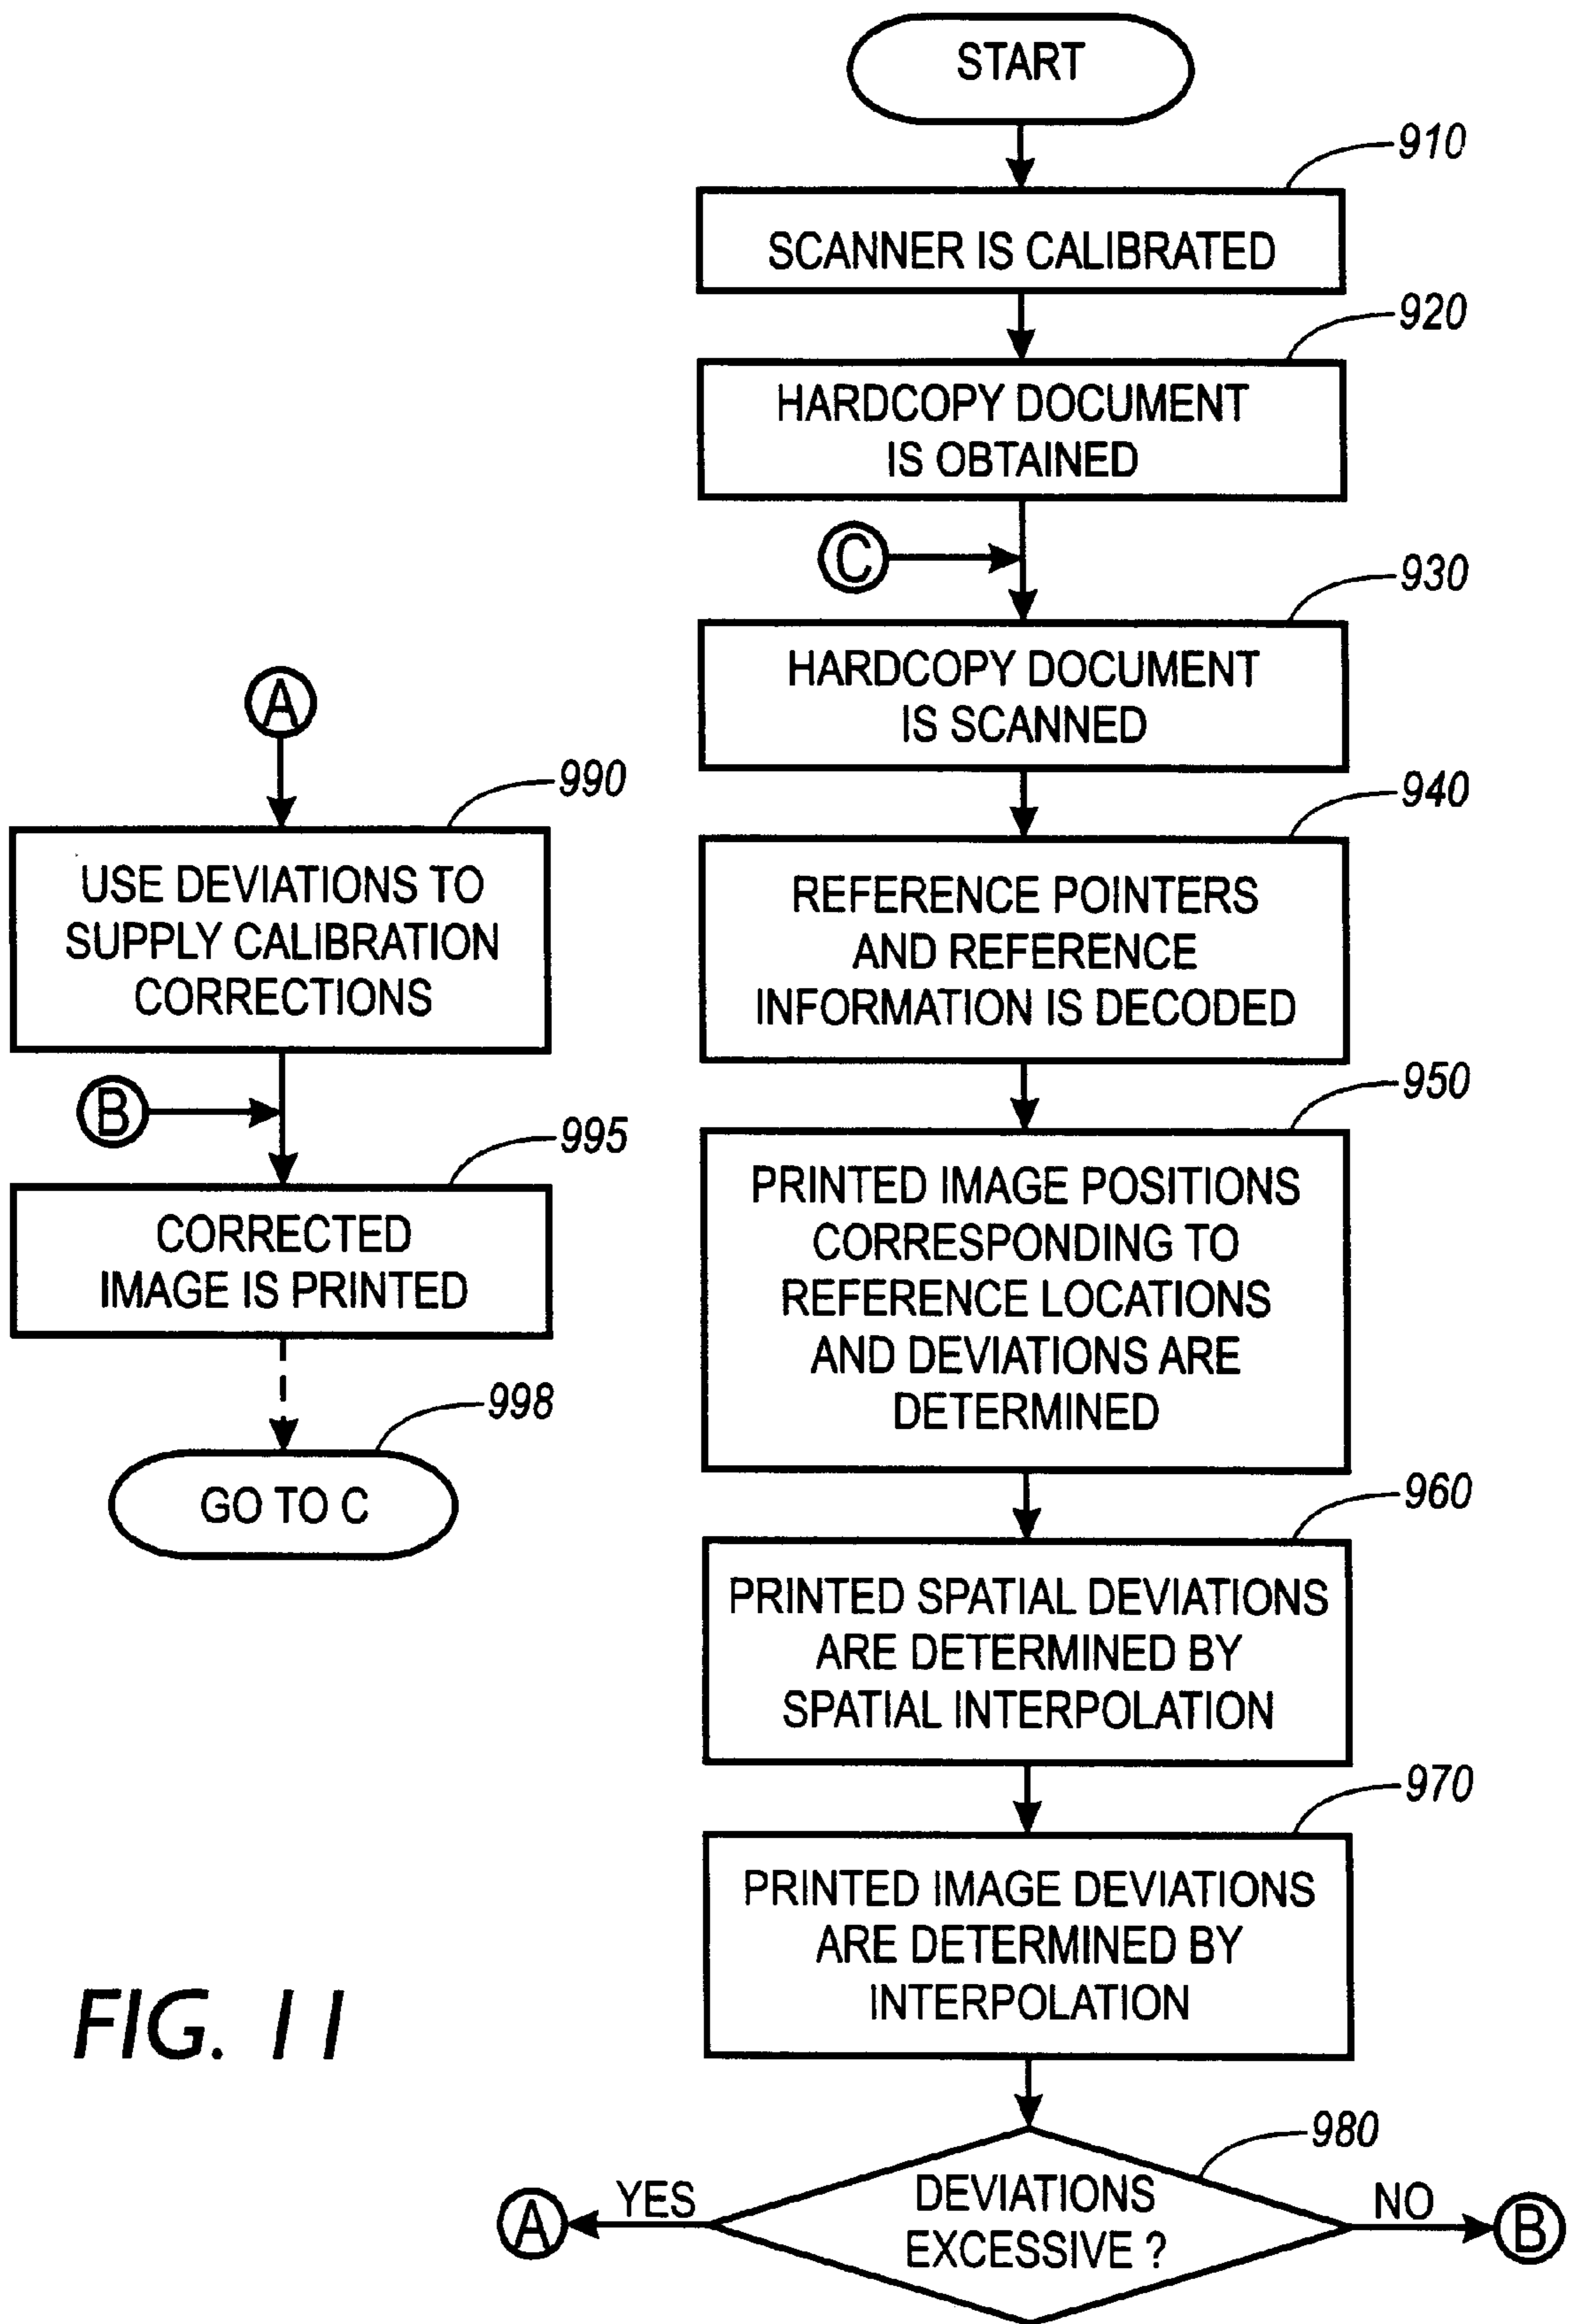 START
910
SCANNER IS CALIBRATED
920
HARDCOPY DOCUMENT
IS OBTAINED
C
930
HARDCOPY DOCUMENT
IS SCANNED
940
REFERENCE POINTERS
AND REFERENCE
INFORMATION IS DECODED
950
PRINTED IMAGE POSITIONS
CORRESPONDING TO
REFERENCE LOCATIONS
AND DEVIATIONS ARE
DETERMINED
960
PRINTED SPATIAL DEVIATIONS
ARE DETERMINED BY
SPATIAL INTERPOLATION
970
PRINTED IMAGE DEVIATIONS
ARE DETERMINED BY
INTERPOLATION
980
DEVIATIONS
EXCESSIVE ?
YES
A
NO
B
A
990
USE DEVIATIONS TO
SUPPLY CALIBRATION
CORRECTIONS
B
995
CORRECTED
IMAGE IS PRINTED
998
GO TO C
FIG. 11